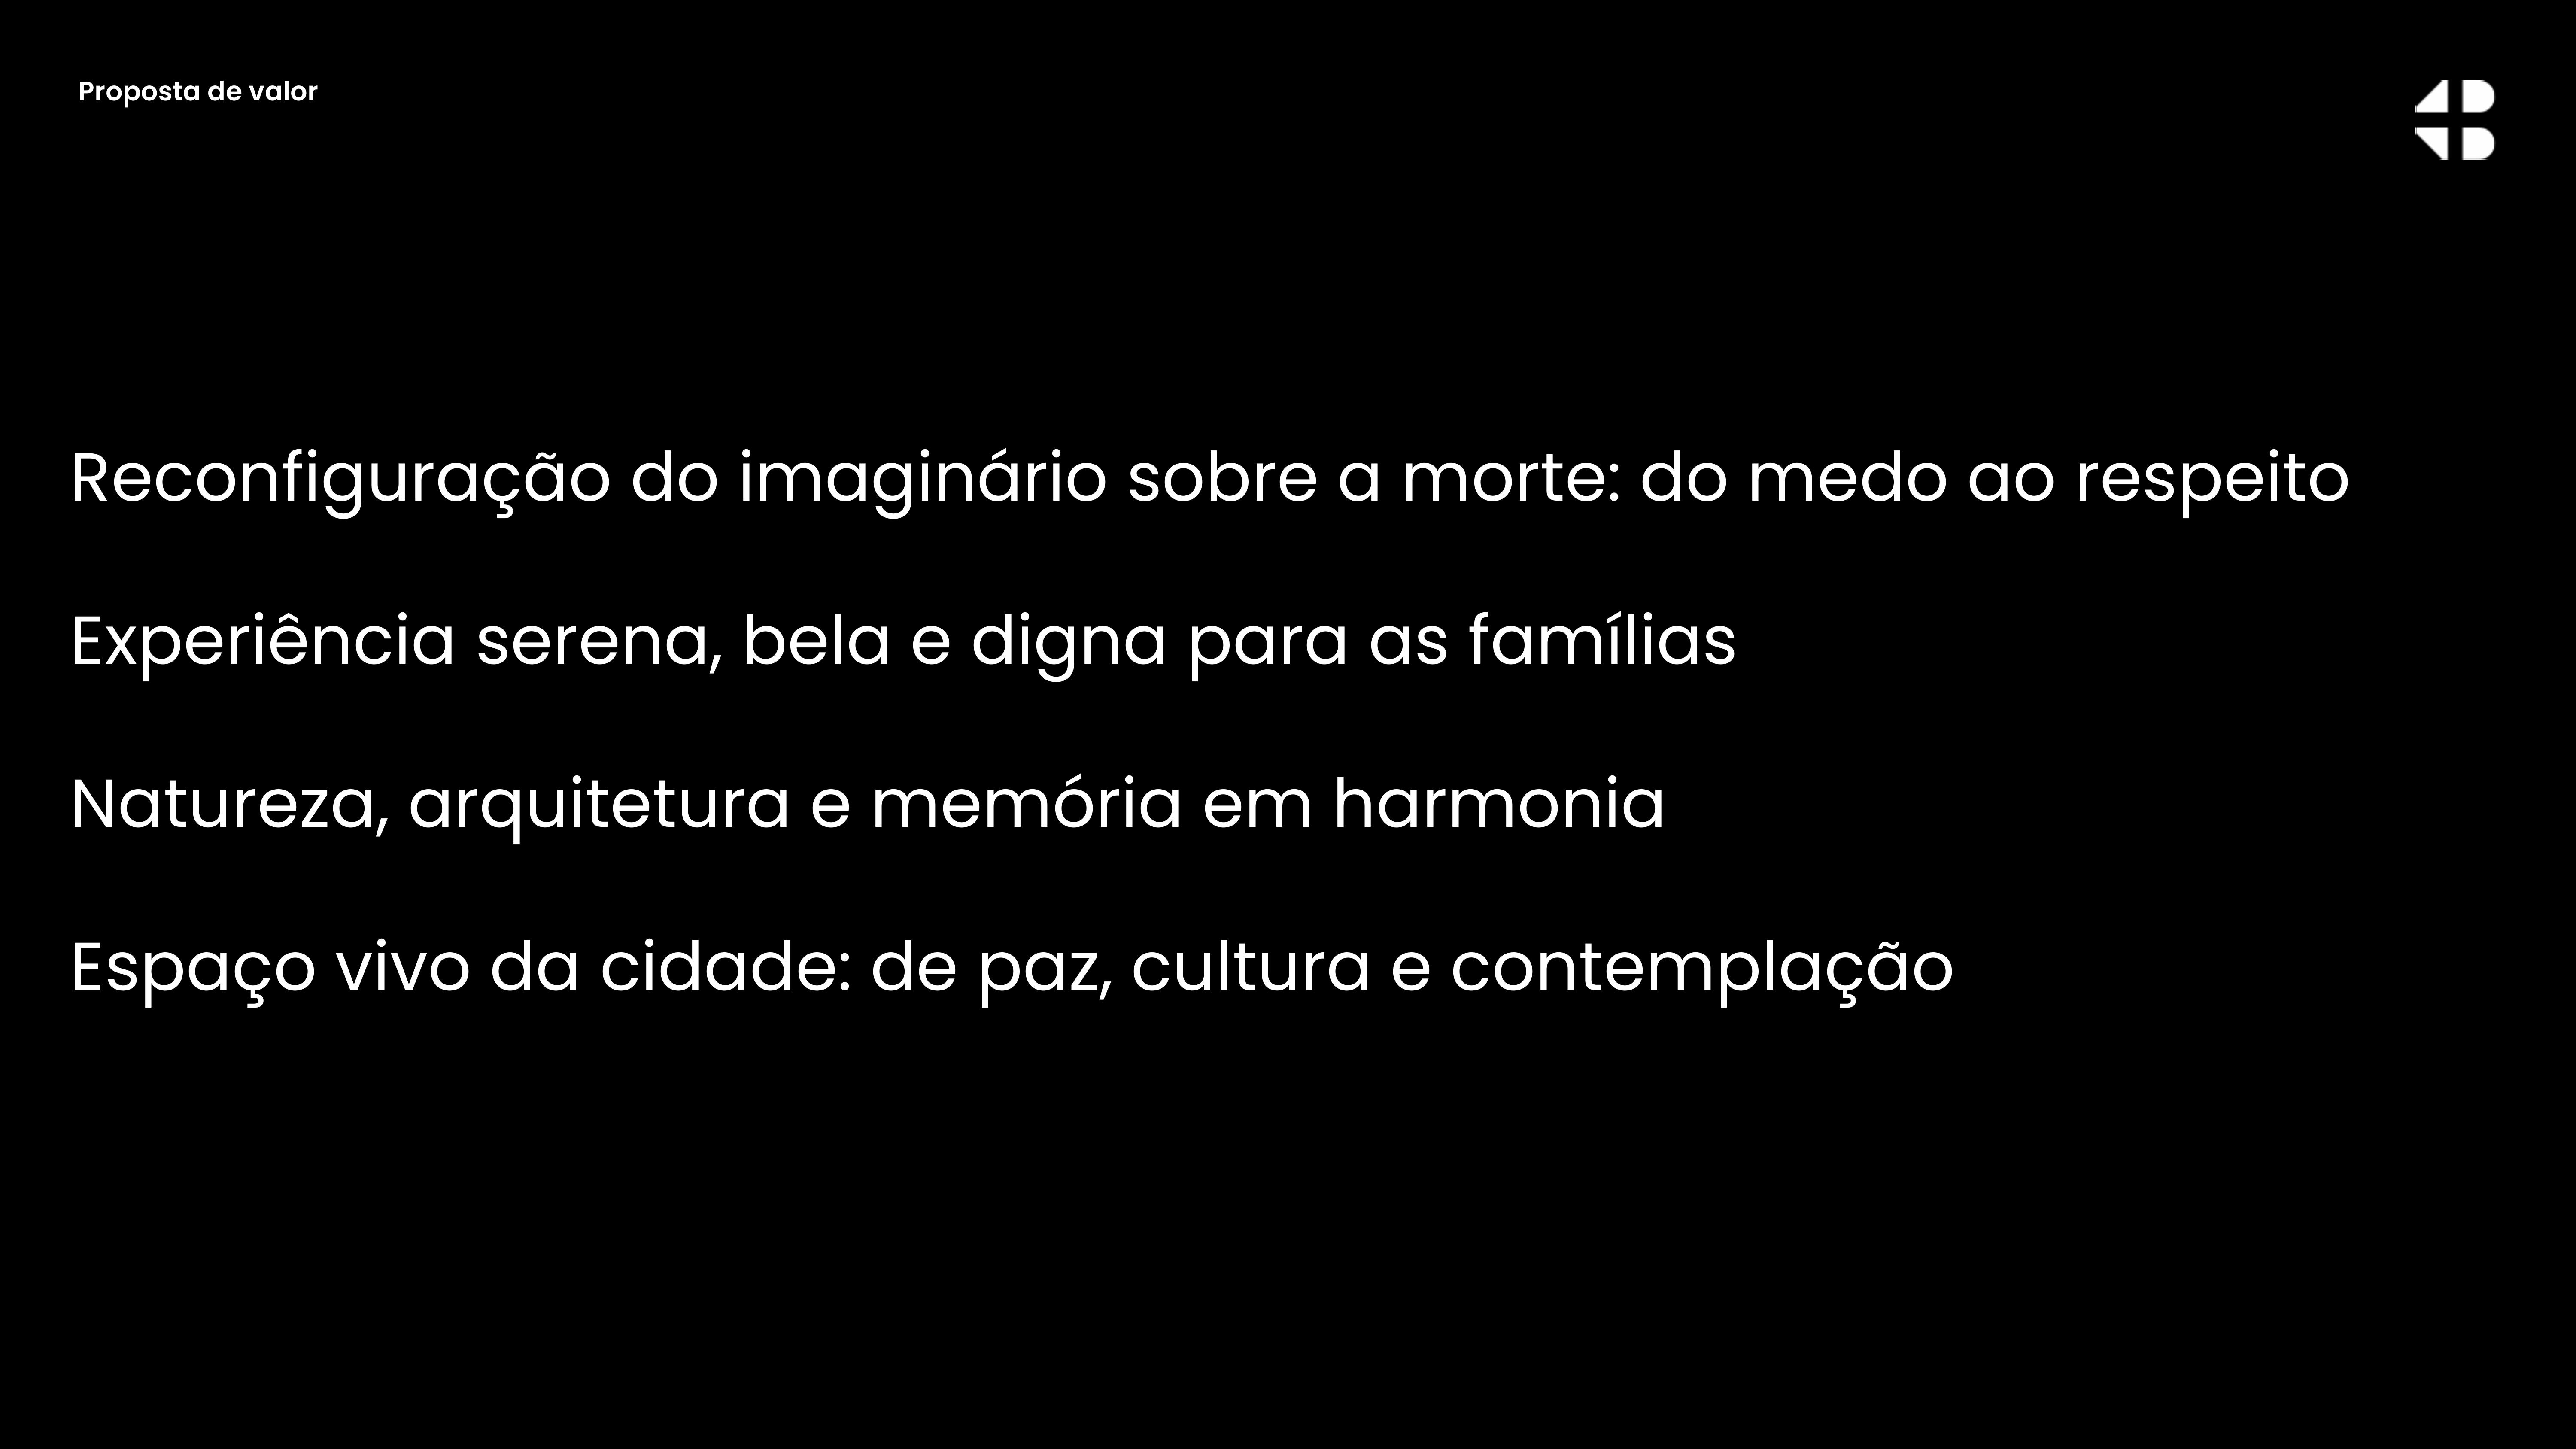 Proposta de valor
Reconfiguração do imaginário sobre a morte: do medo ao respeito
Experiência serena, bela e digna para as famílias
Natureza, arquitetura e memória em harmonia
Espaço vivo da cidade: de paz, cultura e contemplação